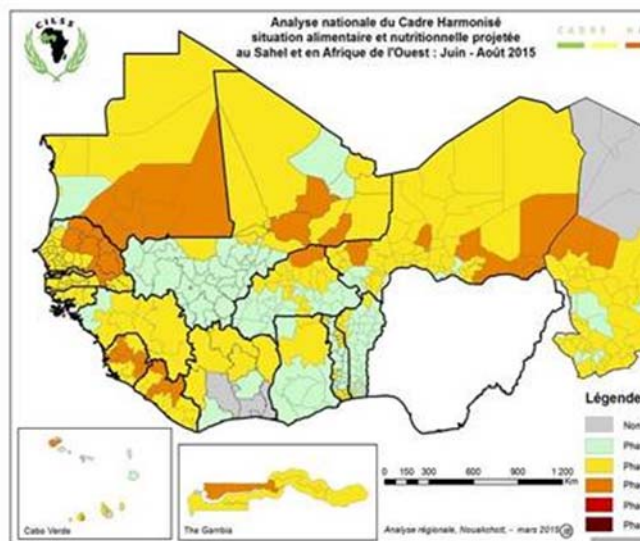 CILSS
Analyse nationale du Cadre Harmonisé
situation alimentaire et nutritionnelle projetée
au Sahel et en Afrique de l'Ouest : Juin - Août 2015
CADRE HA
Légende
Non
Pha
Pha
Pha
Pha
Pha
0 150 300 600 900 1 200
Km
Cabo Verde
The Gambia
Analyse régionale, Nouakchott, - mars 2015